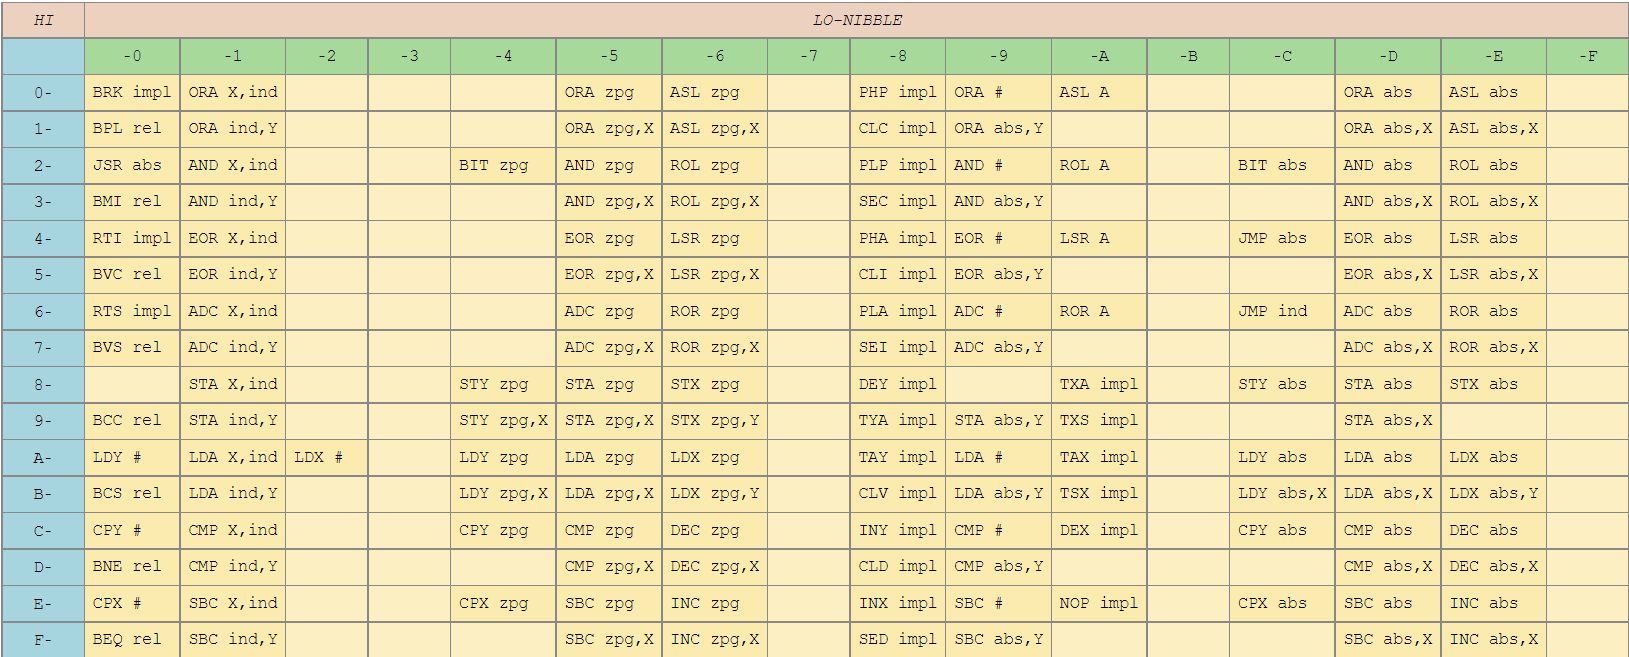 HI LO-NIBBLE
-0 -1 -2 -3 -4 -5 -6 -7 -8 -9 -A -B -C -D -E -F
0- BRK impl ORA X,ind ORA zpg ASL zpg PHP impl ORA # ASL A ORA abs ASL abs
1- BPL rel ORA ind,Y ORA zpg,X ASL zpg,X CLC impl ORA abs,Y ORA abs,X ASL abs,X
2- JSR abs AND X,ind BIT zpg AND zpg ROL zpg PLP impl AND # ROL A BIT abs AND abs ROL abs
3- BMI rel AND ind,Y AND zpg,X ROL zpg,X SEC impl AND abs,Y AND abs,X ROL abs,X
4- RTI impl EOR X,ind EOR zpg LSR zpg PHA impl EOR # LSR A JMP abs EOR abs LSR abs
5- BVC rel EOR ind,Y EOR zpg,X LSR zpg,X CLI impl EOR abs,Y EOR abs,X LSR abs,X
6- RTS impl ADC X,ind ADC zpg ROR zpg PLA impl ADC # ROR A JMP ind ADC abs ROR abs
7- BVS rel ADC ind,Y ADC zpg,X ROR zpg,X SEI impl ADC abs,Y ADC abs,X ROR abs,X
8- STA X,ind STY zpg STA zpg STX zpg DEY impl TXA impl STY abs STA abs STX abs
9- BCC rel STA ind,Y STY zpg,X STA zpg,X STX zpg,Y TYA impl STA abs,Y TXS impl STA abs,X
A- LDY # LDA X,ind LDX # LDY zpg LDA zpg LDX zpg TAY impl LDA # TAX impl LDY abs LDA abs LDX abs
B- BCS rel LDA ind,Y LDY zpg,X LDA zpg,X LDX zpg,Y CLV impl LDA abs,Y TSX impl LDY abs,X LDA abs,X LDX abs,Y
C- CPY # CMP X,ind CPY zpg CMP zpg DEC zpg INY impl CMP # DEX impl CPY abs CMP abs DEC abs
D- BNE rel CMP ind,Y CMP zpg,X DEC zpg,X CLD impl CMP abs,Y CMP abs,X DEC abs,X
E- CPX # SBC X,ind CPX zpg SBC zpg INC zpg INX impl SBC # NOP impl CPX abs SBC abs INC abs
F- BEQ rel SBC ind,Y SBC zpg,X INC zpg,X SED impl SBC abs,Y SBC abs,X INC abs,X